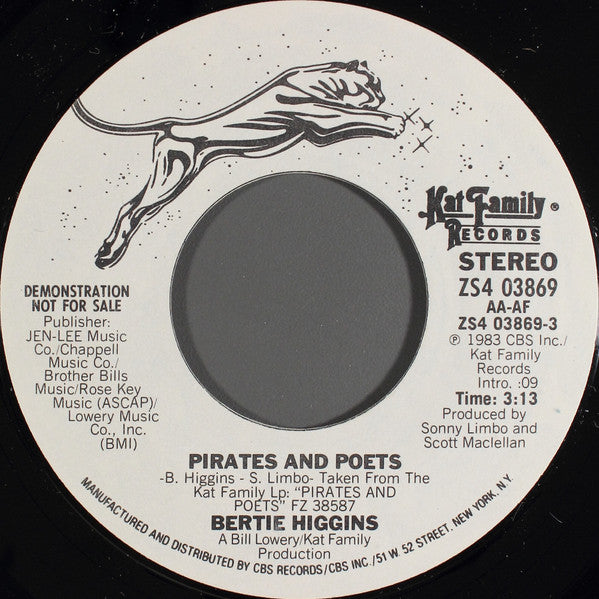 Kat Family ®
RECORDS
STEREO
ZS4 03869
AA-AF
ZS4 03869-3
℗ 1983 CBS Inc./
Kat Family
Records
Intro. :09
Time: 3:13
Produced by
Sonny Limbo and
Scott Maclellan
DEMONSTRATION
NOT FOR SALE
Publisher:
JEN-LEE Music
Co./Chappell
Music Co./
Brother Bills
Music/Rose Key
Music (ASCAP)/
Lowery Music
Co., Inc.
(BMI)
PIRATES AND POETS
-B. Higgins - S. Limbo- Taken From The
Kat Family Lp: "PIRATES AND
POETS" FZ 38587
BERTIE HIGGINS
A Bill Lowery/Kat Family
Production
MANUFACTURED AND DISTRIBUTED BY CBS RECORDS/CBS INC./51 W. 52 STREET, NEW YORK, N.Y.